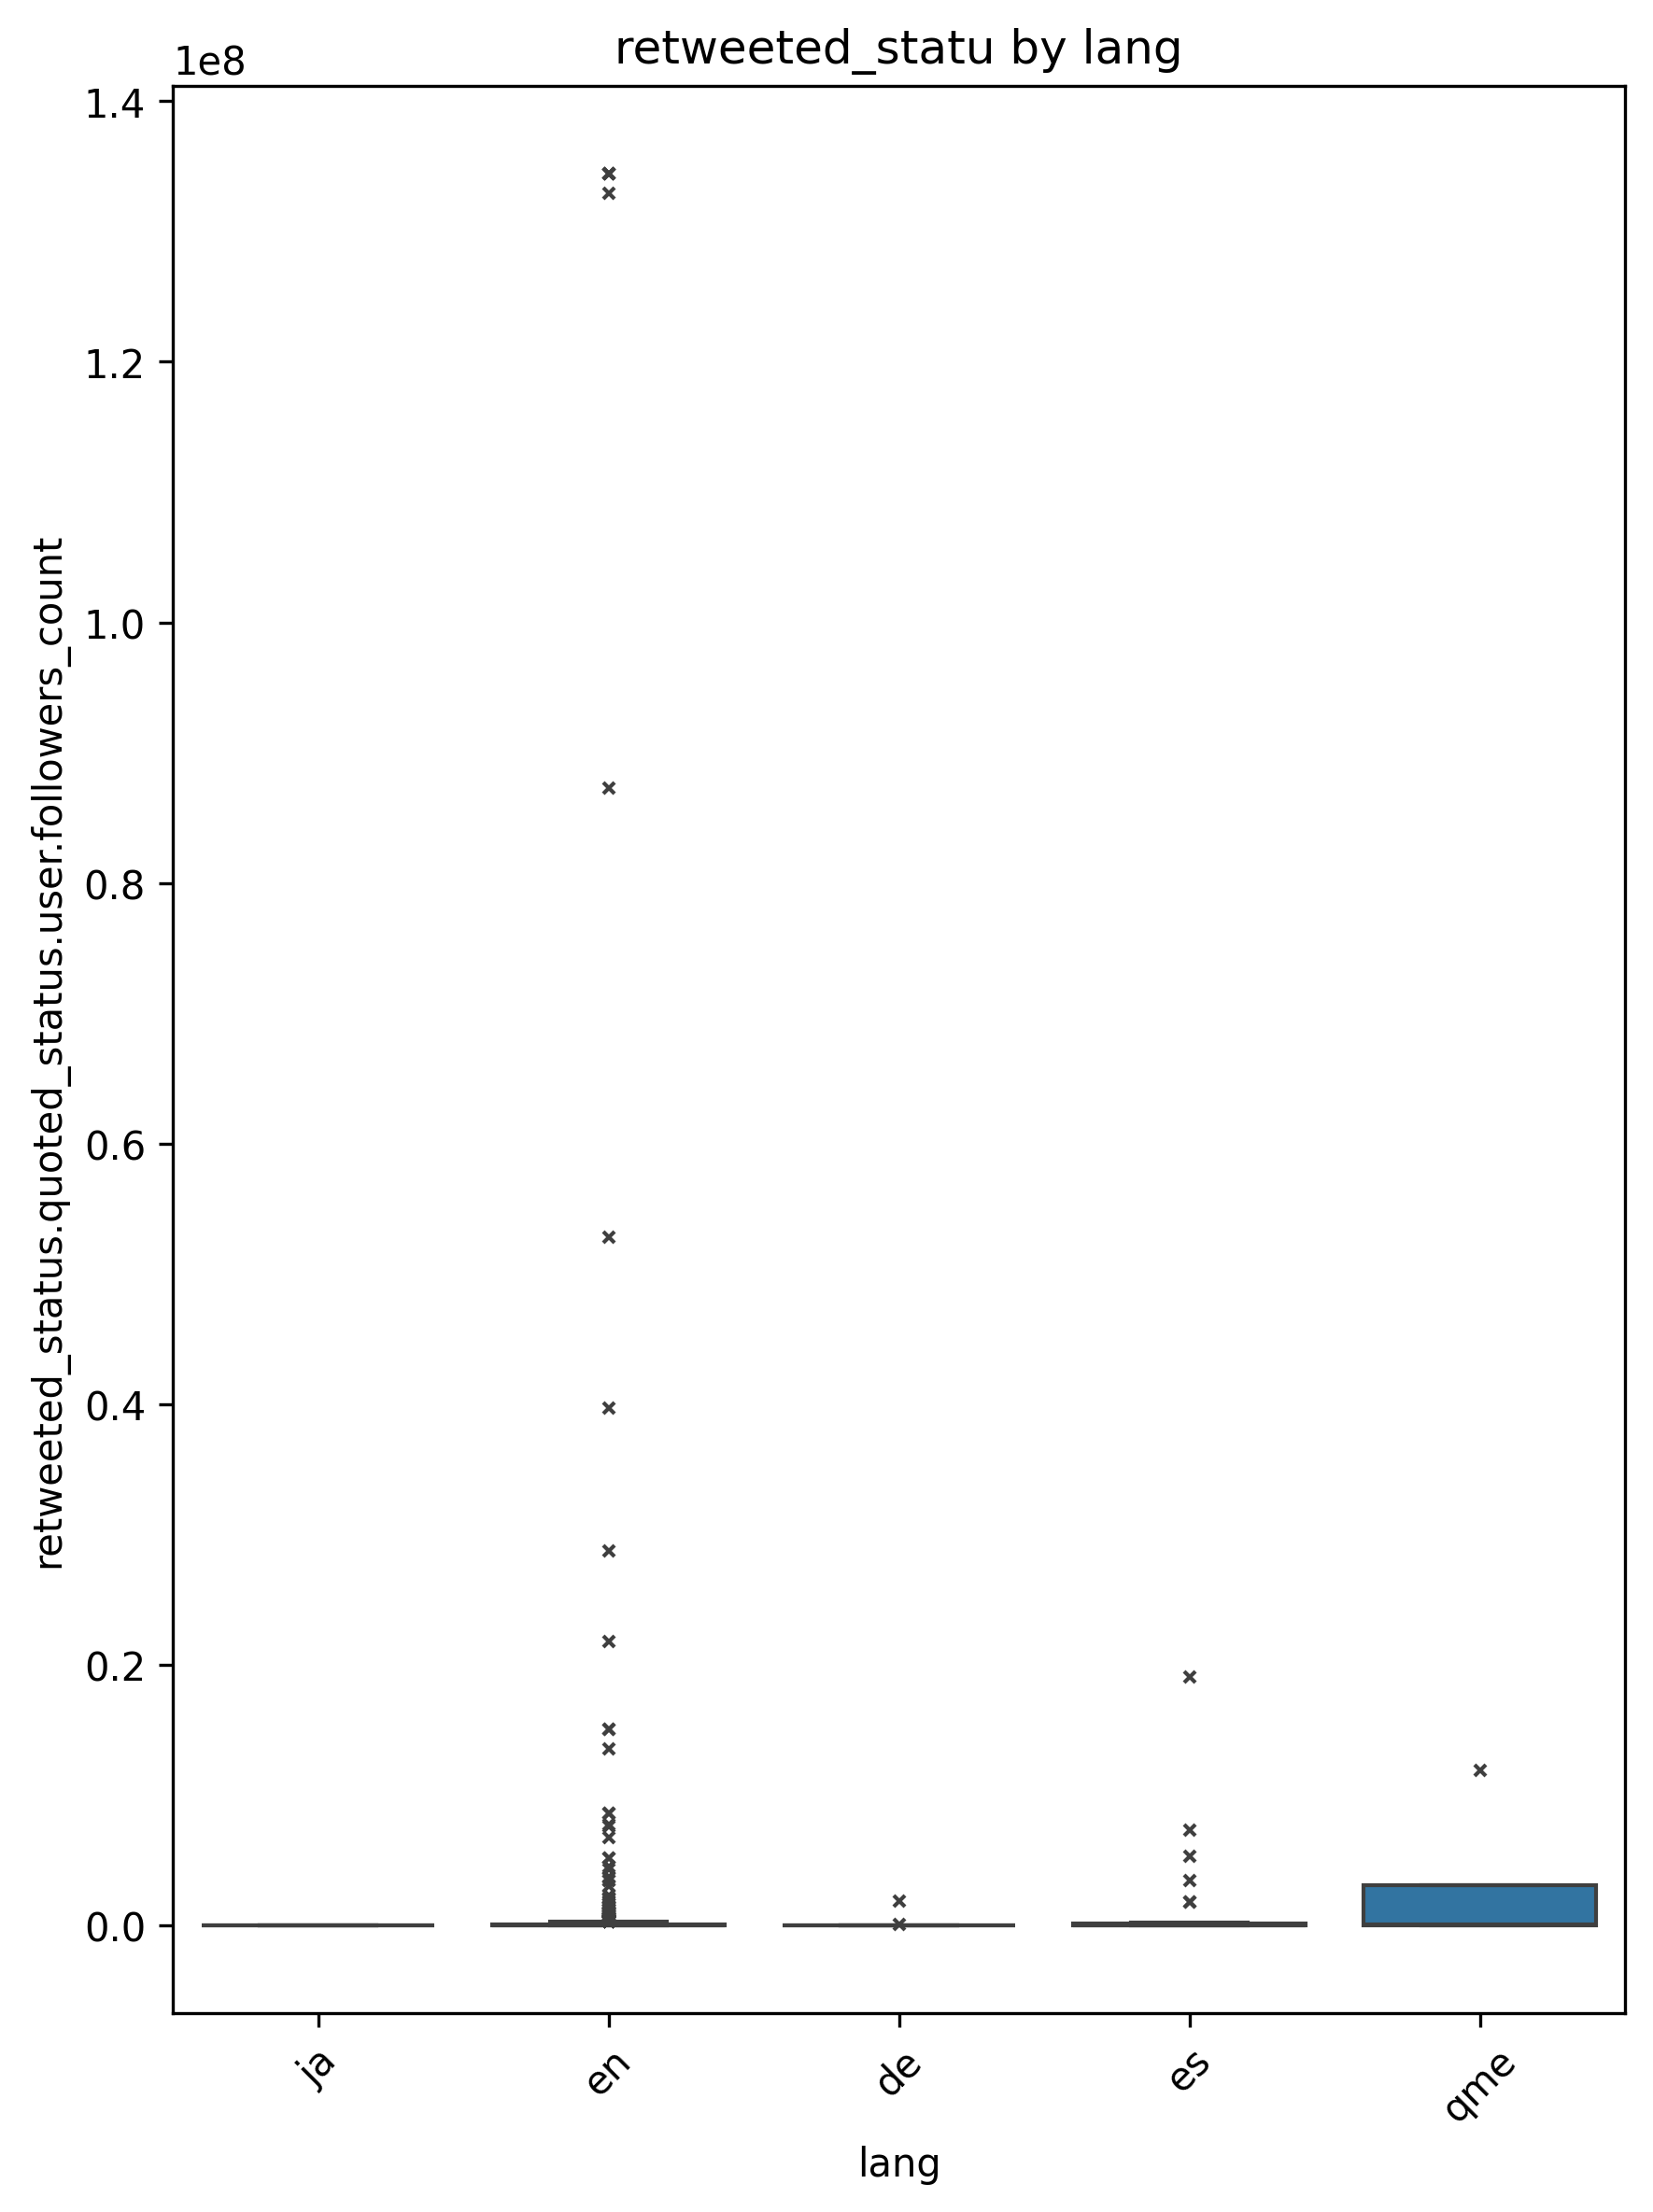 retweeted_statu by lang
1e8
1.4
1.2
1.0
0.8
0.6
0.4
0.2
0.0
retweeted_status.quoted_status.user.followers_count
ja
en
de
es
qme
lang